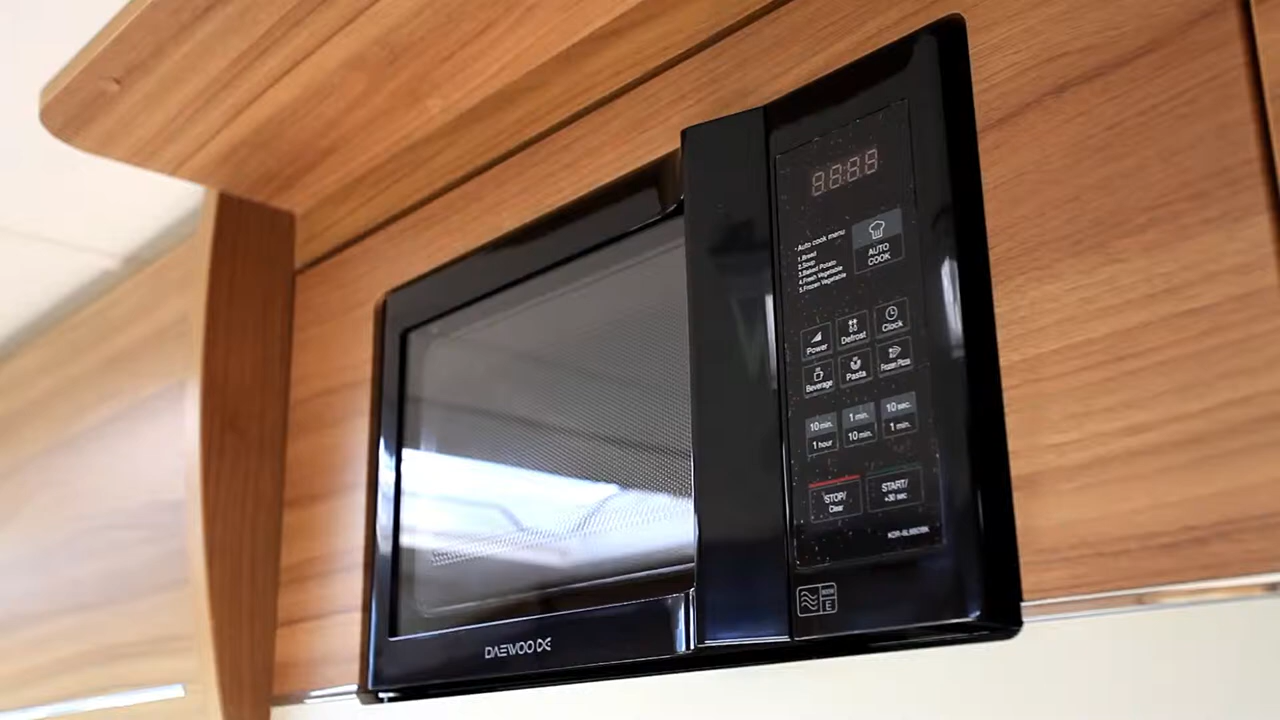 8888
• Auto cook menu
1.Bread
2.Soup
3.Baked Potato
4.Fresh Vegetable
5.Frozen Vegetable
AUTO
COOK
Power
Defrost
Clock
Beverage
Pasta
Frozen Pizza
10 min.
1 min.
10 sec.
1 hour
10 min.
1 min.
STOP/
Clear
START/
+30 sec
800W
E
DAEWOO